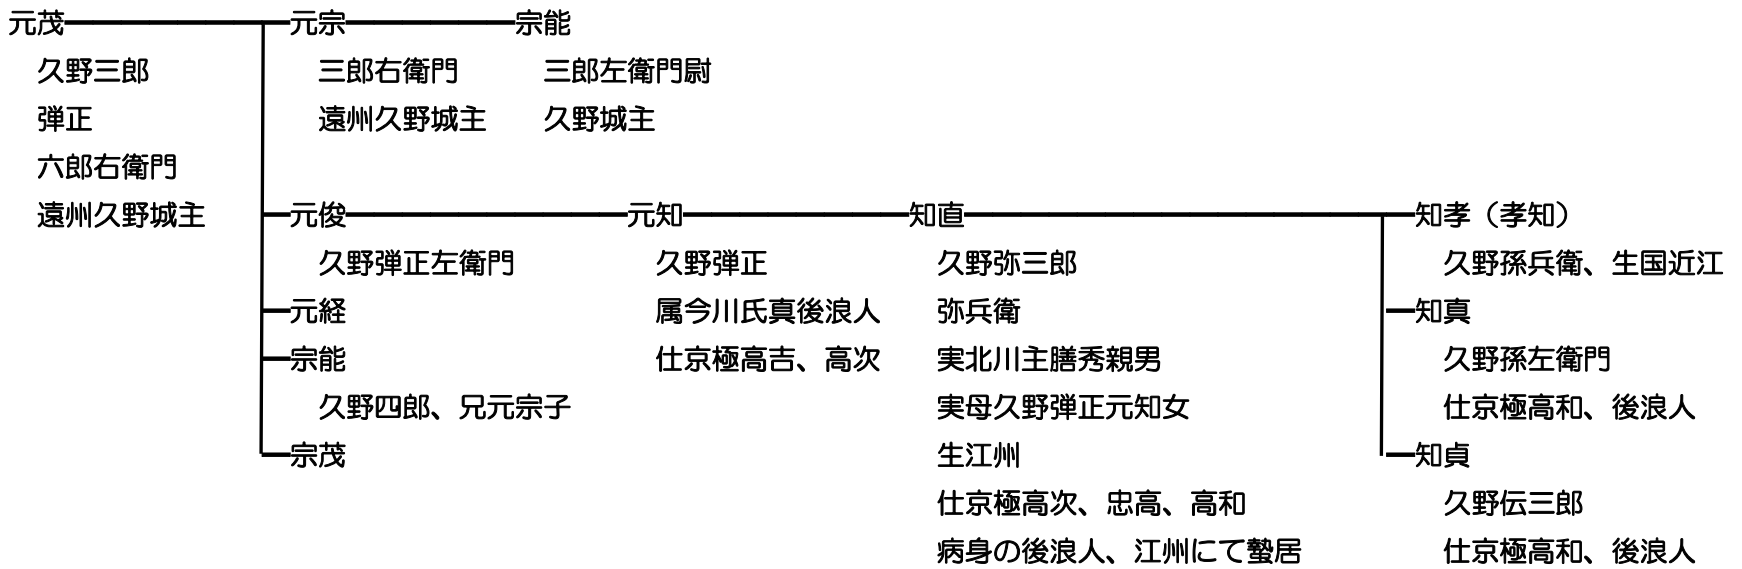 元茂 元宗 宗能
久野三郎 三郎右衛門 三郎左衛門尉
弾正 遠州久野城主 久野城主
六郎右衛門
遠州久野城主 元俊 元知 知直 知孝（孝知）
久野弾正左衛門 久野弾正 久野弥三郎 久野孫兵衛、生国近江
元経 属今川氏真後浪人 弥兵衛 知真
宗能 仕京極高吉、高次 実北川主膳秀親男 久野孫左衛門
久野四郎、兄元宗子 実母久野弾正元知女 仕京極高和、後浪人
宗茂 生江州 知貞
仕京極高次、忠高、高和 久野伝三郎
病身の後浪人、江州にて蟄居 仕京極高和、後浪人